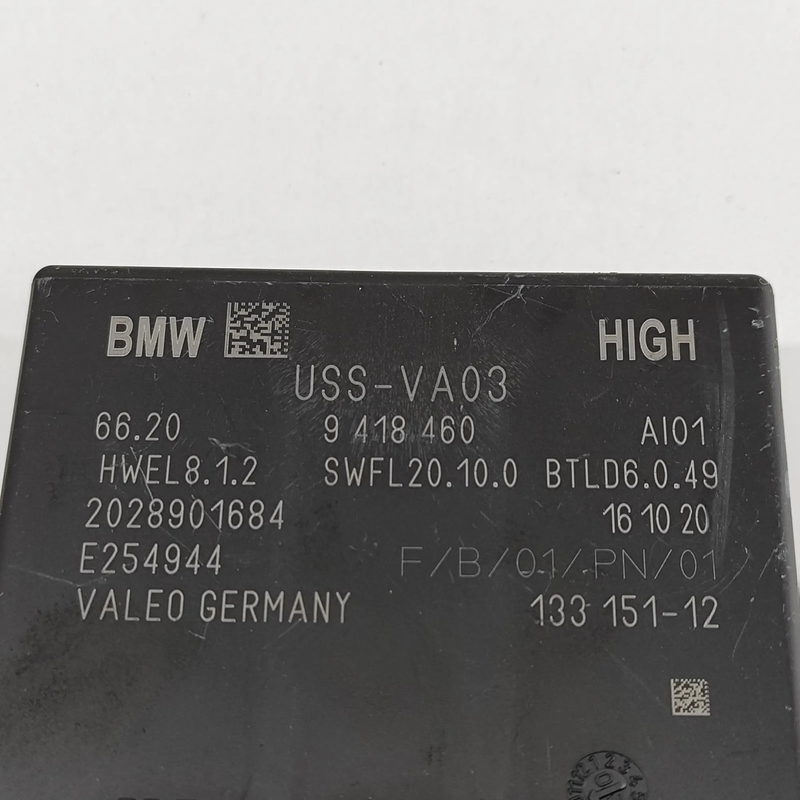 BMW HIGH
USS-VA03
66.20 9 418 460 AI01
HWEL8.1.2 SWFL20.10.0 BTLD6.0.49
2028901684 16 10 20
E254944 F/B/01/PN/01
VALEO GERMANY 133 151-12